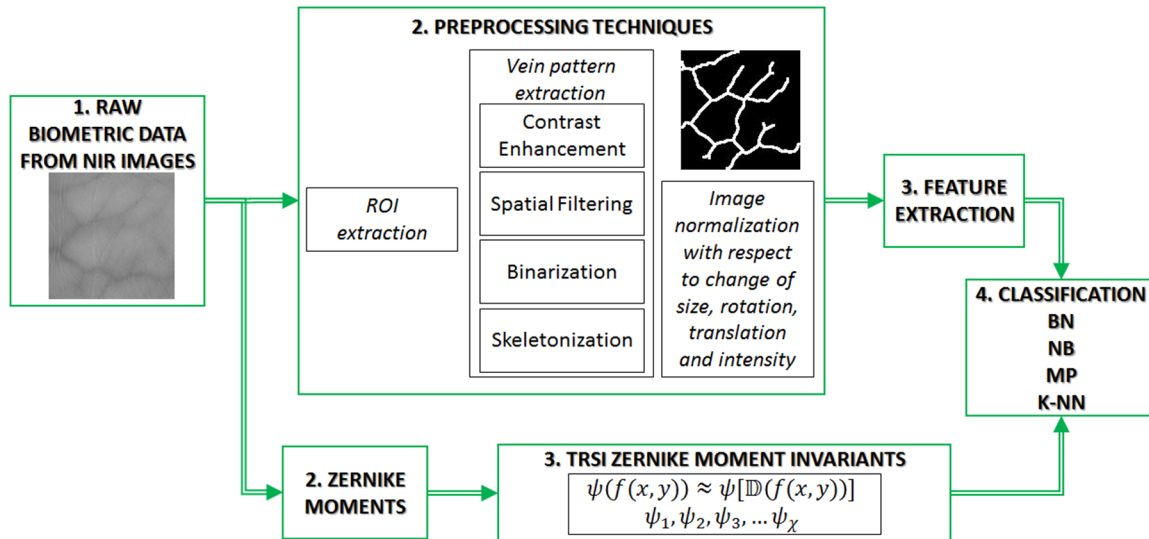 1. RAW
BIOMETRIC DATA
FROM NIR IMAGES
2. PREPROCESSING TECHNIQUES
ROI
extraction
Vein pattern
extraction
Contrast
Enhancement
Spatial Filtering
Binarization
Skeletonization
Image
normalization
with respect
to change of
size, rotation,
translation
and intensity
3. FEATURE
EXTRACTION
4. CLASSIFICATION
BN
NB
MP
K-NN
2. ZERNIKE
MOMENTS
3. TRSI ZERNIKE MOMENT INVARIANTS
ψ(f(x,y)) ≈ ψ[𝔻(f(x,y))]
ψ₁, ψ₂, ψ₃, … ψᵪ